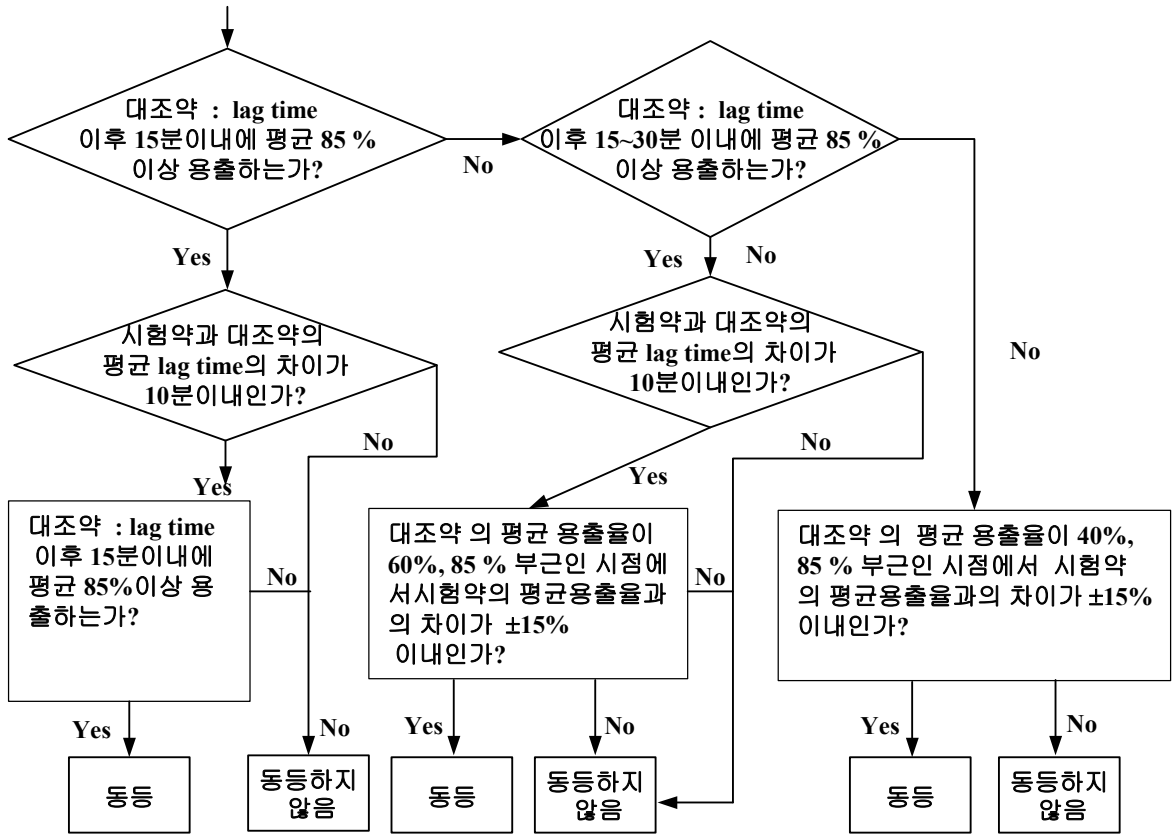 대조약 : lag time
이후 15분이내에 평균 85 %
이상 용출하는가?
No
대조약 : lag time
이후 15~30분 이내에 평균 85 %
이상 용출하는가?
Yes
Yes
No
시험약과 대조약의
평균 lag time의 차이가
10분이내인가?
시험약과 대조약의
평균 lag time의 차이가
10분이내인가?
No
No
No
Yes
Yes
대조약 : lag time
이후 15분이내에
평균 85%이상 용
출하는가?
No
대조약 의 평균 용출율이
60%, 85 % 부근인 시점에
서시험약의 평균용출율과
의 차이가 ±15%
이내인가?
No
대조약 의 평균 용출율이 40%,
85 % 부근인 시점에서 시험약
의 평균용출율과의 차이가 ±15%
이내인가?
Yes
No
Yes
No
Yes
No
동등
동등하지
않음
동등
동등하지
않음
동등
동등하지
않음